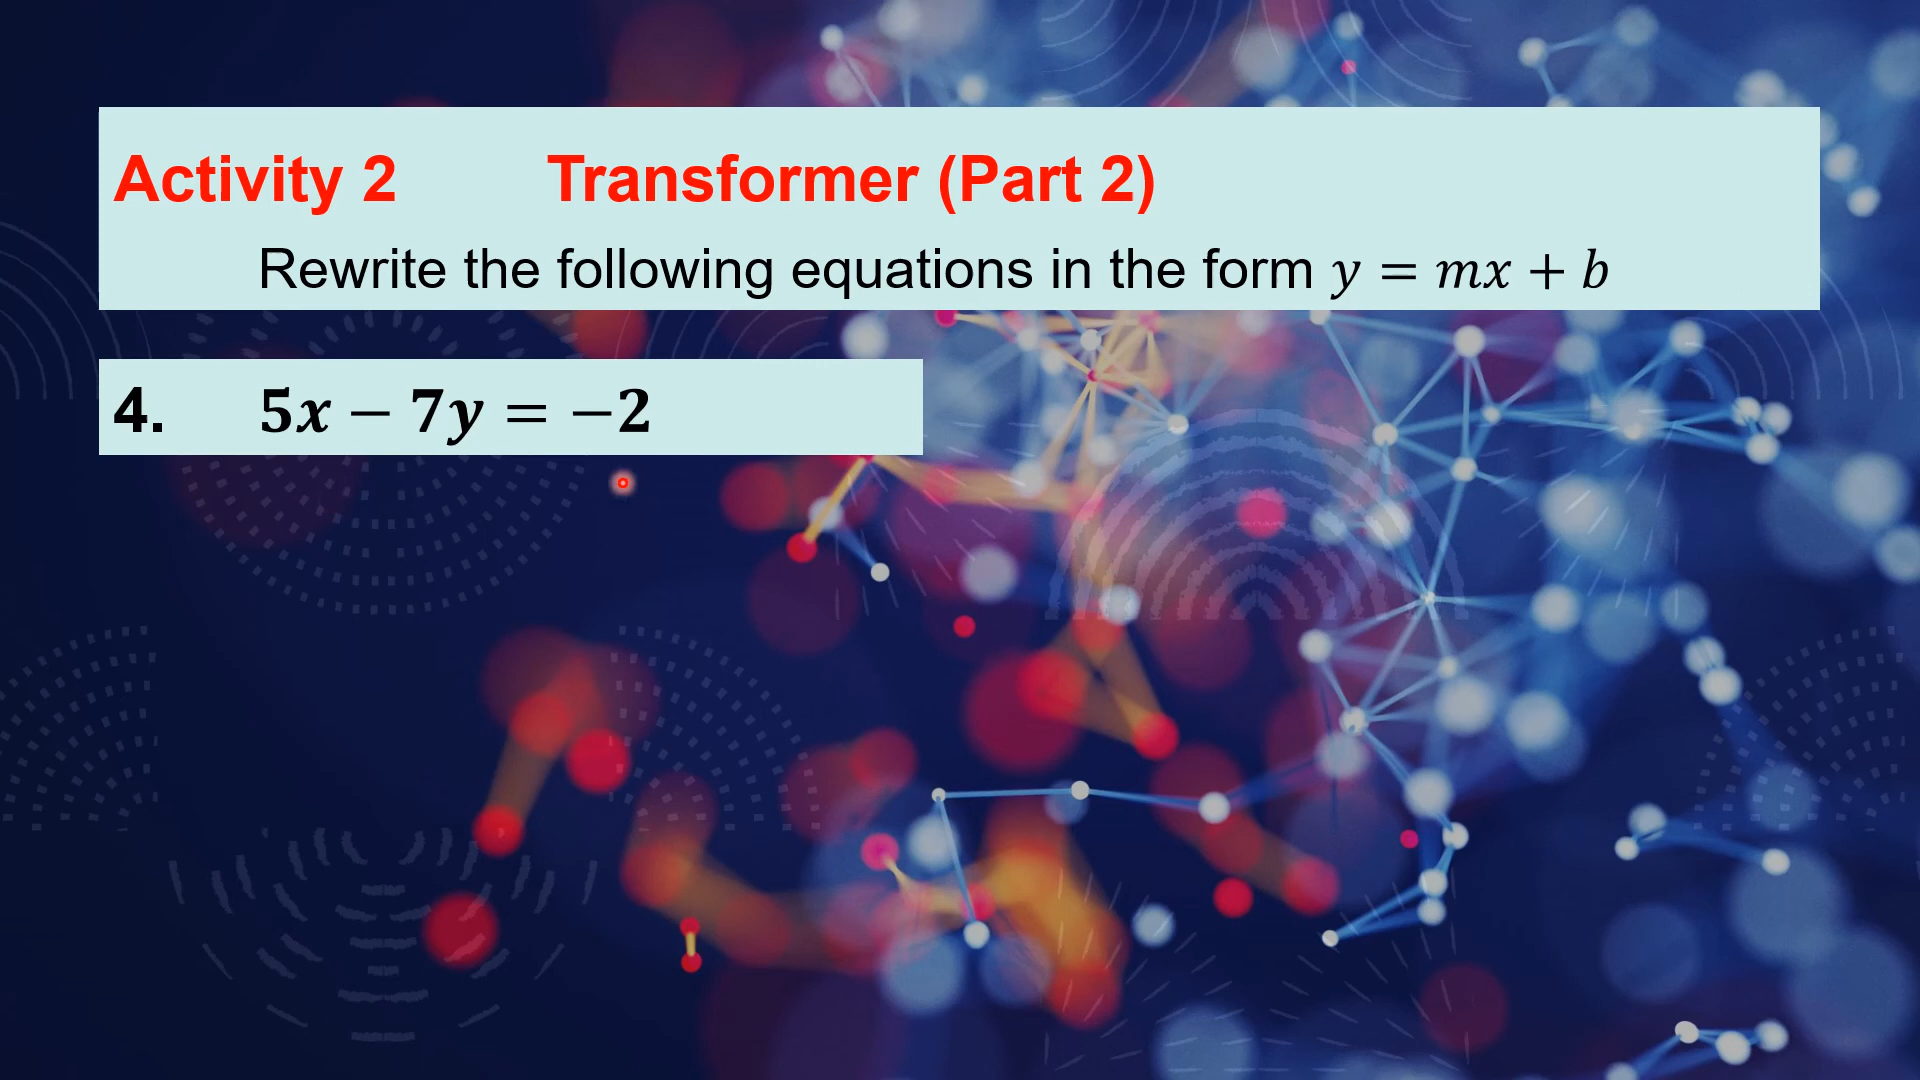 Activity 2 Transformer (Part 2)
Rewrite the following equations in the form y = mx + b
4. 5x − 7y = −2